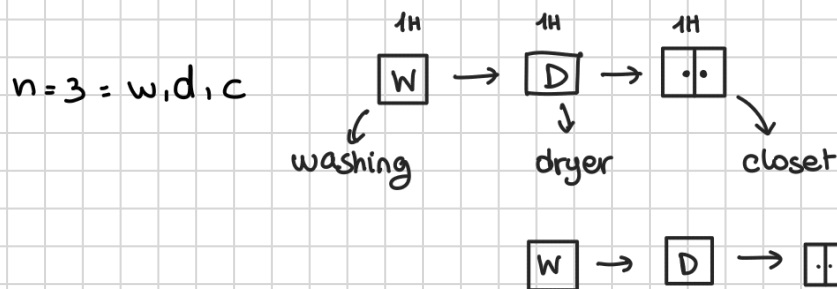 1H 1H 1H
n = 3 = w, d, c W → D →
washing dryer closet
W → D →